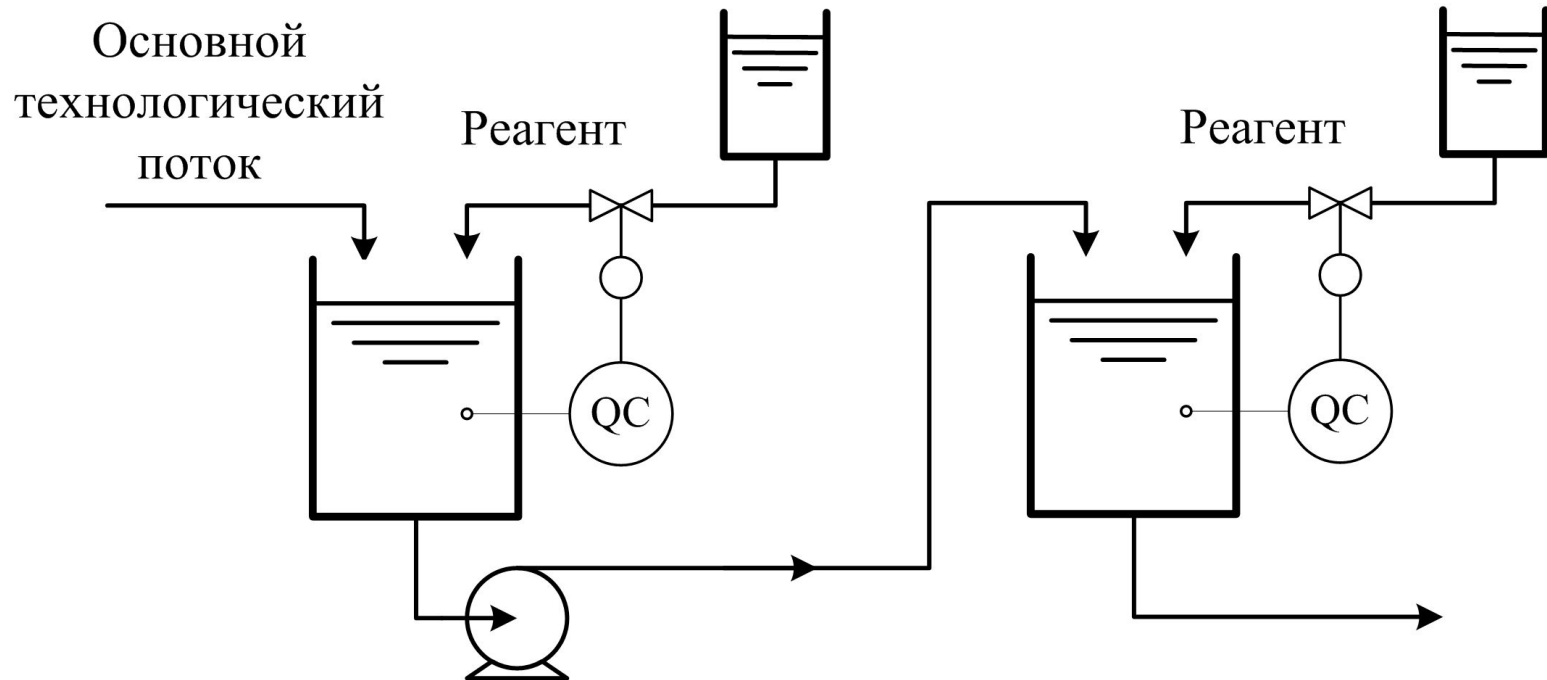 Основной
технологический
поток
Реагент
Реагент
QC
QC